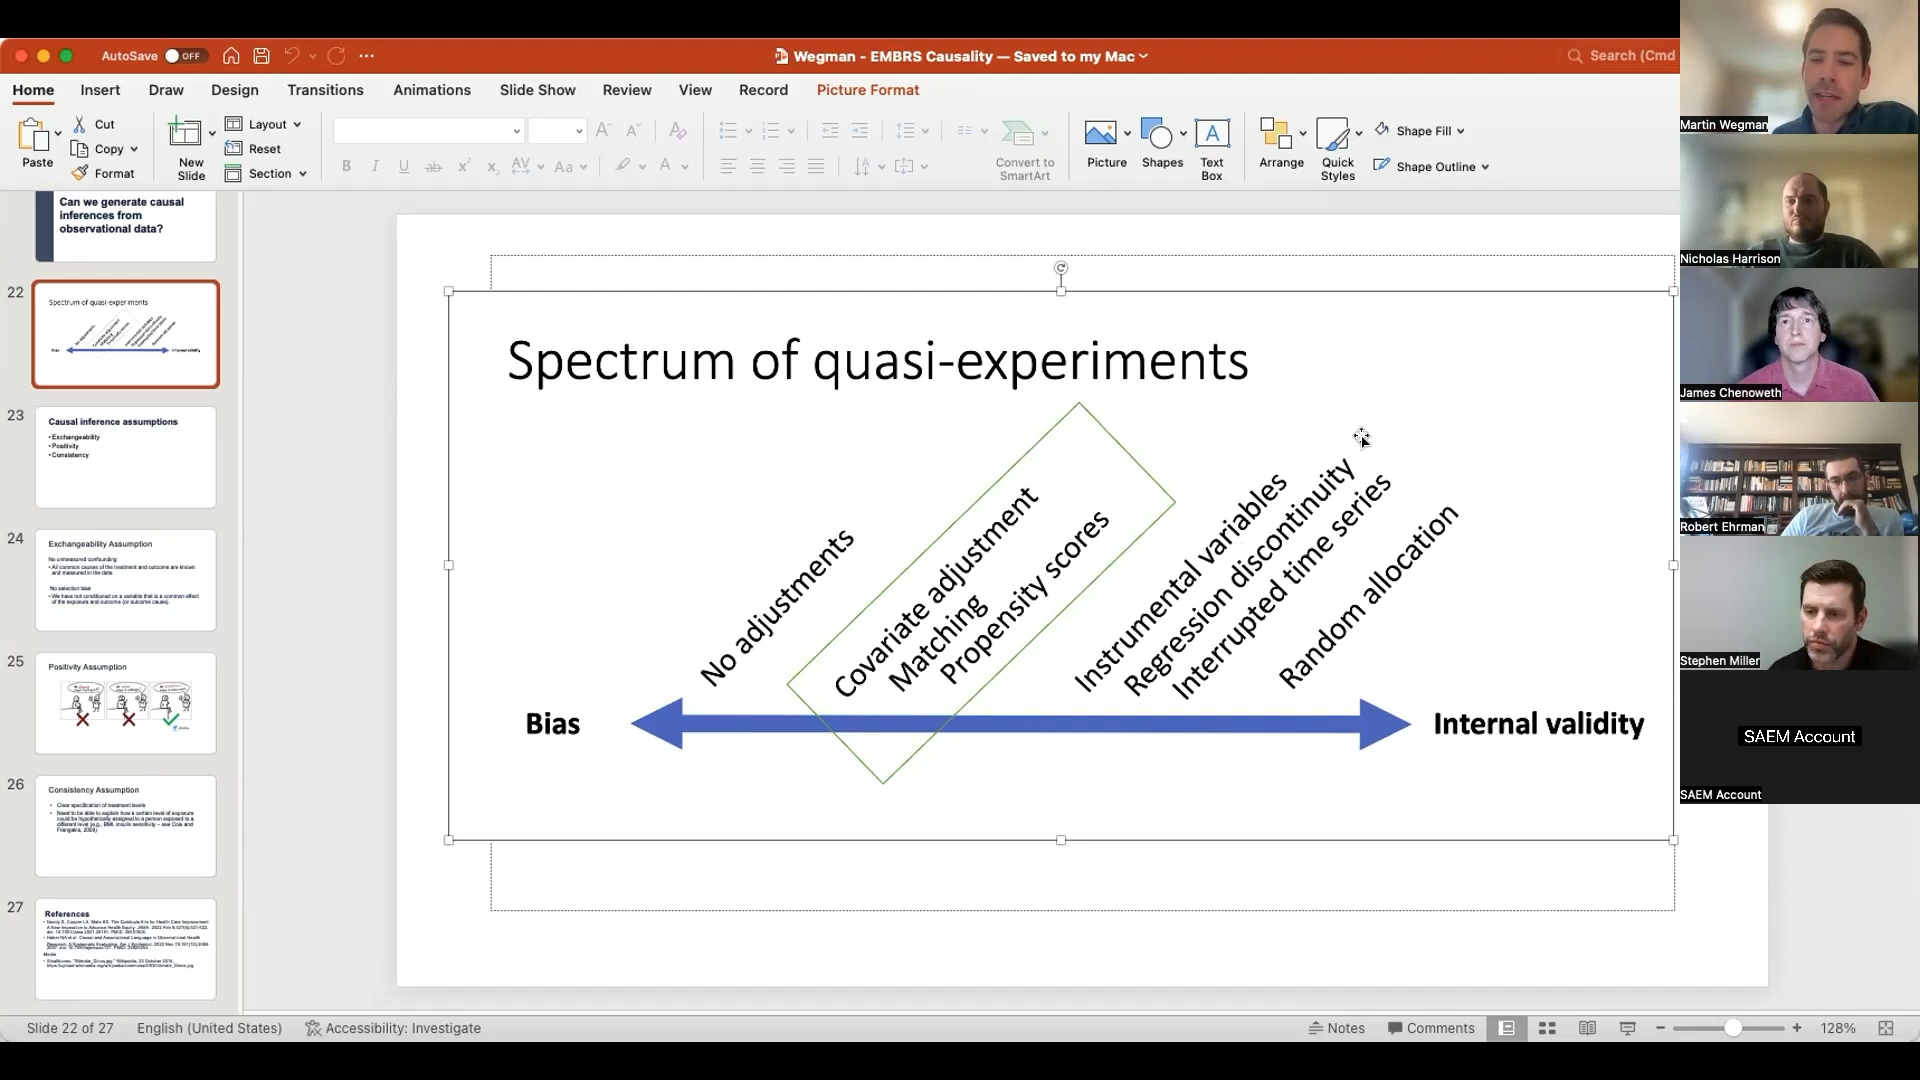 AutoSave OFF
Wegman - EMBRS Causality — Saved to my Mac
Search (Cmd
Home Insert Draw Design Transitions Animations Slide Show Review View Record Picture Format
Paste
Cut
Copy
Format
New Slide
Layout
Reset
Section
Convert to SmartArt
Picture
Shapes
Text Box
Arrange
Quick Styles
Shape Fill
Shape Outline
Can we generate causal
inferences from
observational data?
22
Spectrum of quasi-experiments
23
Causal inference assumptions
• Exchangeability
• Positivity
• Consistency
24
Exchangeability Assumption
No unmeasured confounding
• All common causes of the treatment and outcome are known
and measured in the data
No selection bias
• We have not conditioned on a variable that is a common effect
of the exposure and outcome (or outcome cause)
25
Positivity Assumption
26
Consistency Assumption
• Clear specification of treatment levels
• Need to be able to explain how a certain level of exposure
could be hypothetically assigned to a person exposed to a
different level (e.g., BMI, insulin sensitivity – see Cole and
Frangakis, 2009)
27
References
Spectrum of quasi-experiments
No adjustments
Covariate adjustment
Matching
Propensity scores
Instrumental variables
Regression discontinuity
Interrupted time series
Random allocation
Bias
Internal validity
Martin Wegman
Nicholas Harrison
James Chenoweth
Robert Ehrman
Stephen Miller
SAEM Account
SAEM Account
Slide 22 of 27
English (United States)
Accessibility: Investigate
Notes
Comments
128%